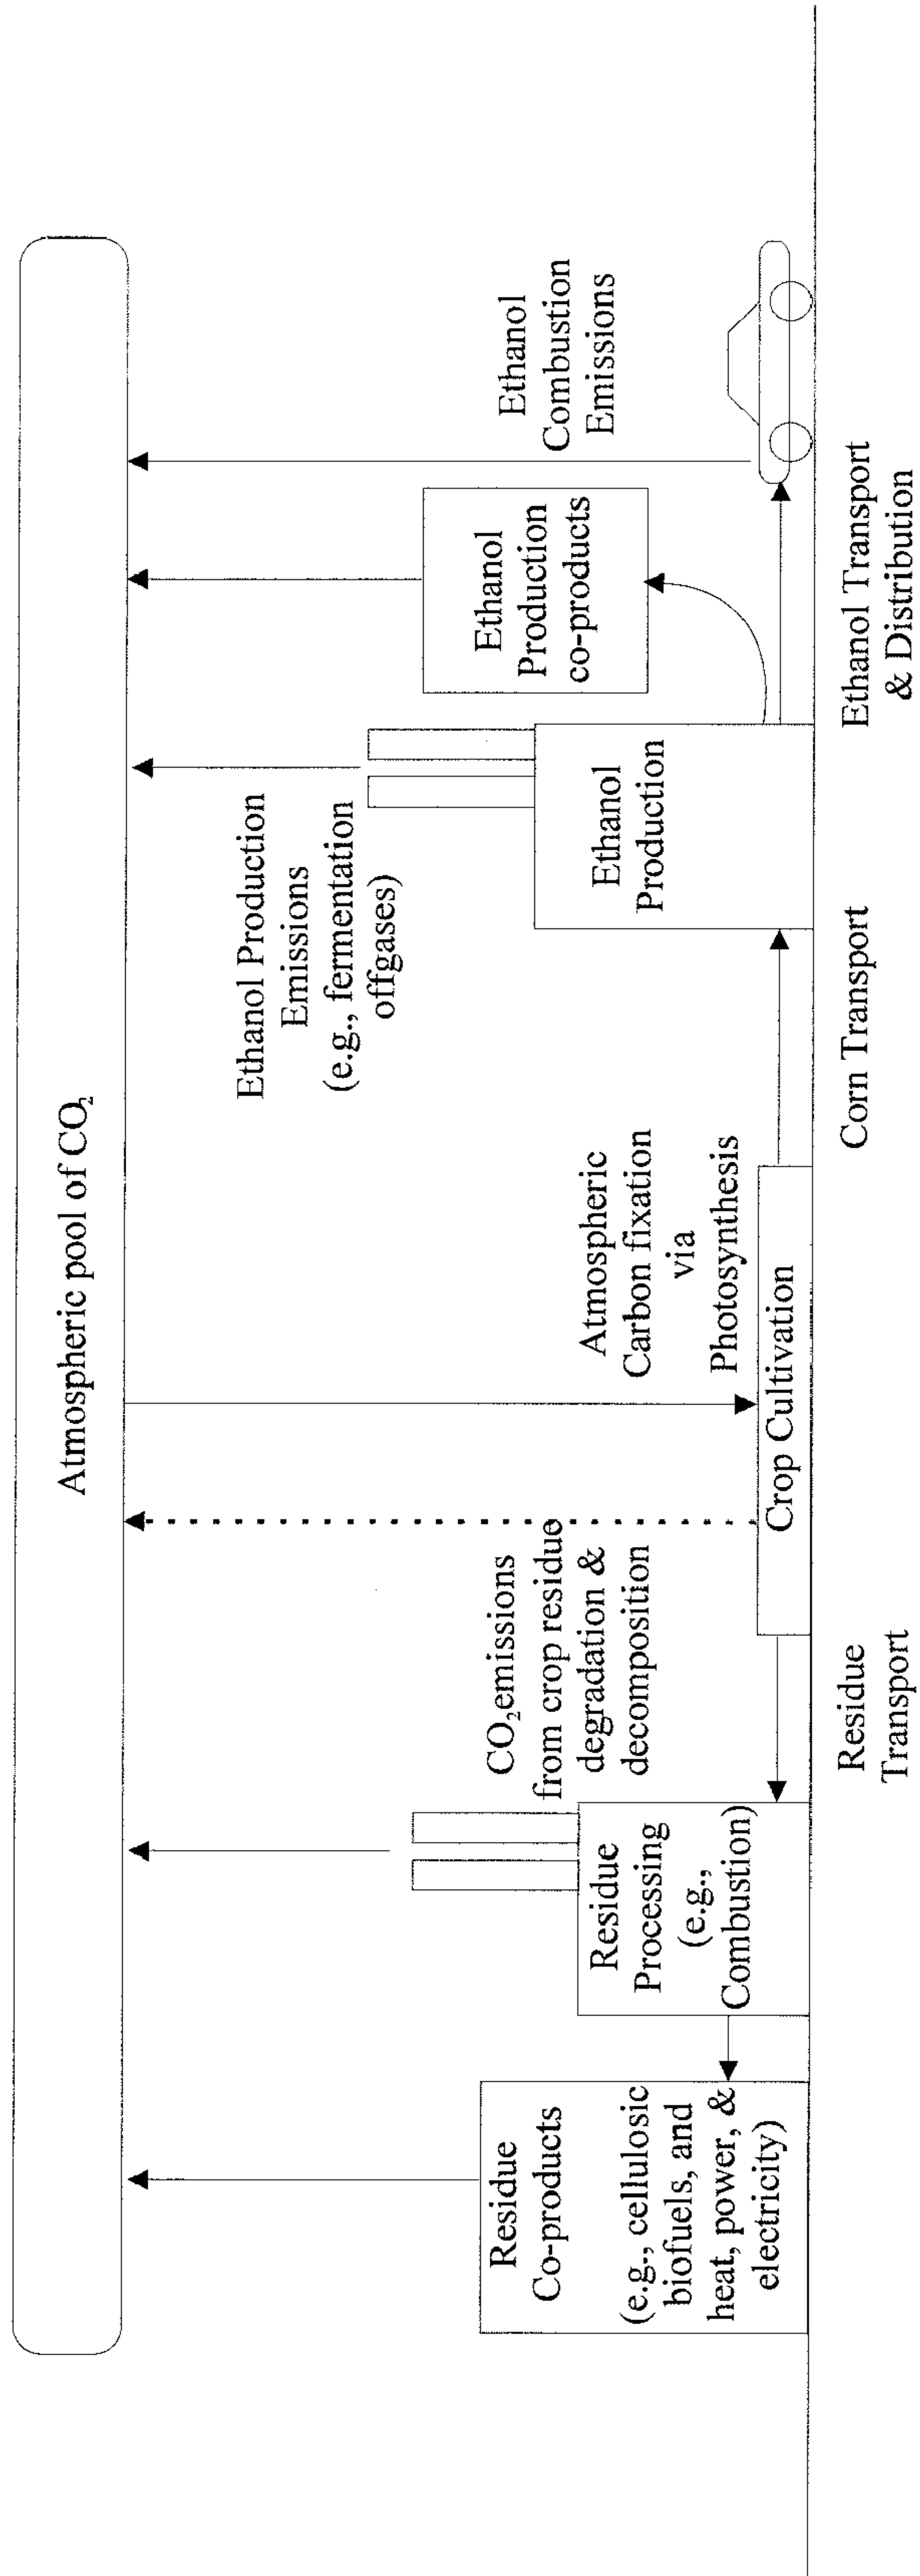 Atmospheric pool of CO₂
Residue
Co-products
(e.g., cellulosic
biofuels, and
heat, power, &
electricity)
Residue
Processing
(e.g.,
Combustion)
CO₂emissions
from crop residue
degradation &
decomposition
Residue
Transport
Crop Cultivation
Atmospheric
Carbon fixation
via
Photosynthesis
Corn Transport
Ethanol Production
Emissions
(e.g., fermentation
offgases)
Ethanol
Production
Ethanol
Production
co-products
Ethanol Transport
& Distribution
Ethanol
Combustion
Emissions